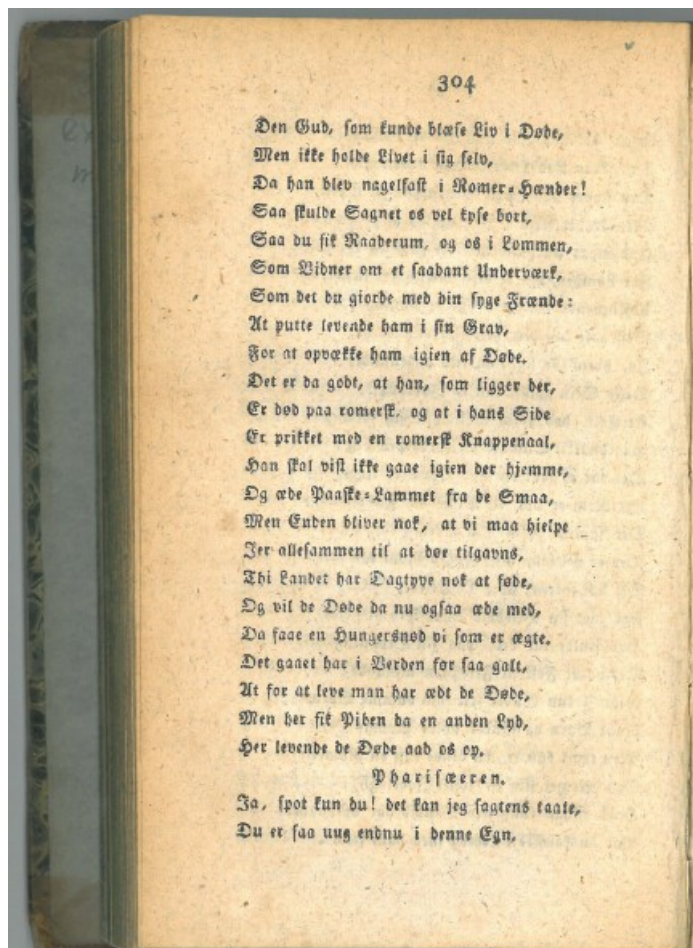 304
Den Gud, som kunde blæse Liv i Døde,
Men ikke holde Livet i sig selv,
Da han blev nagelfast i Romer-Hænder!
Saa skulde Sagnet os vel kyse bort,
Saa du fik Raaderum, og os i Lommen,
Som Vidner om et saadant Underværk,
Som det du giorde med din syge Frænde:
At putte levende ham i sin Grav,
For at opvække ham igien af Døde.
Det er da godt, at han, som ligger der,
Er død paa romersk, og at i hans Side
Er prikket med en romersk Knappenaal,
Han skal vist ikke gaae igien der hjemme,
Og æde Paaske-Lammet fra de Smaa,
Men Enden bliver nok, at vi maa hielpe
Jer allesammen til at døe tilgavns,
Thi Landet har Dagtyve nok at føde,
Og vil de Døde da nu ogsaa æde med,
Da faae en Hungersnød vi som er ægte.
Det gaaet har i Verden før saa galt,
At for at leve man har ædt de Døde,
Men her fik Piben da en anden Lyd,
Her levende de Døde aad os op.
Pharisæeren.
Ja, spot kun du! det kan jeg sagtens taale,
Du er saa uug endnu i denne Egn.